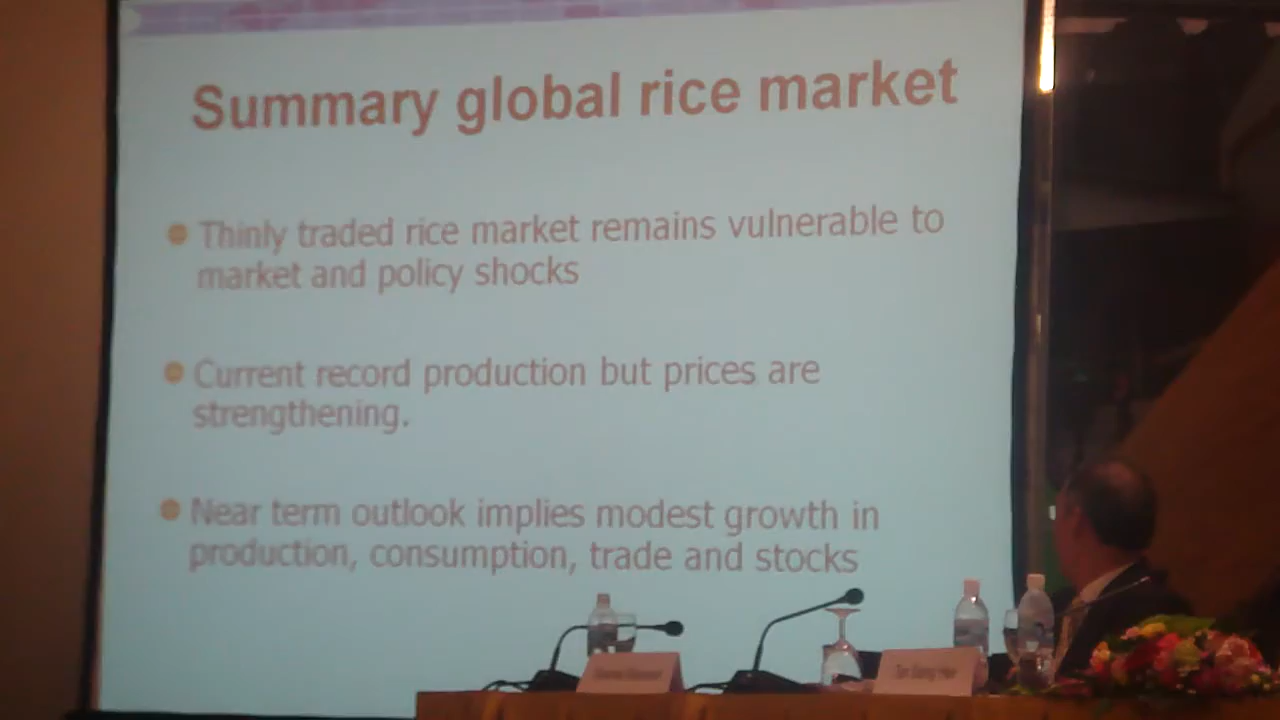 Summary global rice market
Thinly traded rice market remains vulnerable to
market and policy shocks
Current record production but prices are
strengthening.
Near term outlook implies modest growth in
production, consumption, trade and stocks